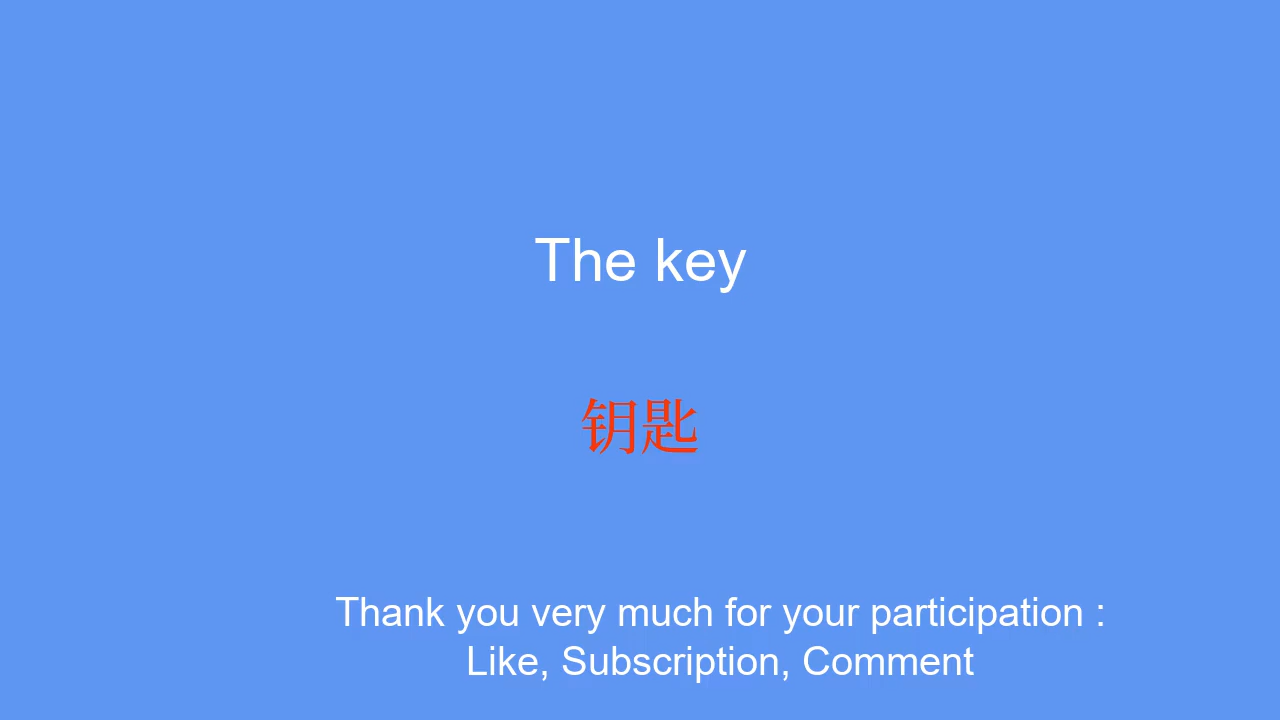 The key
钥匙
Thank you very much for your participation :
Like, Subscription, Comment